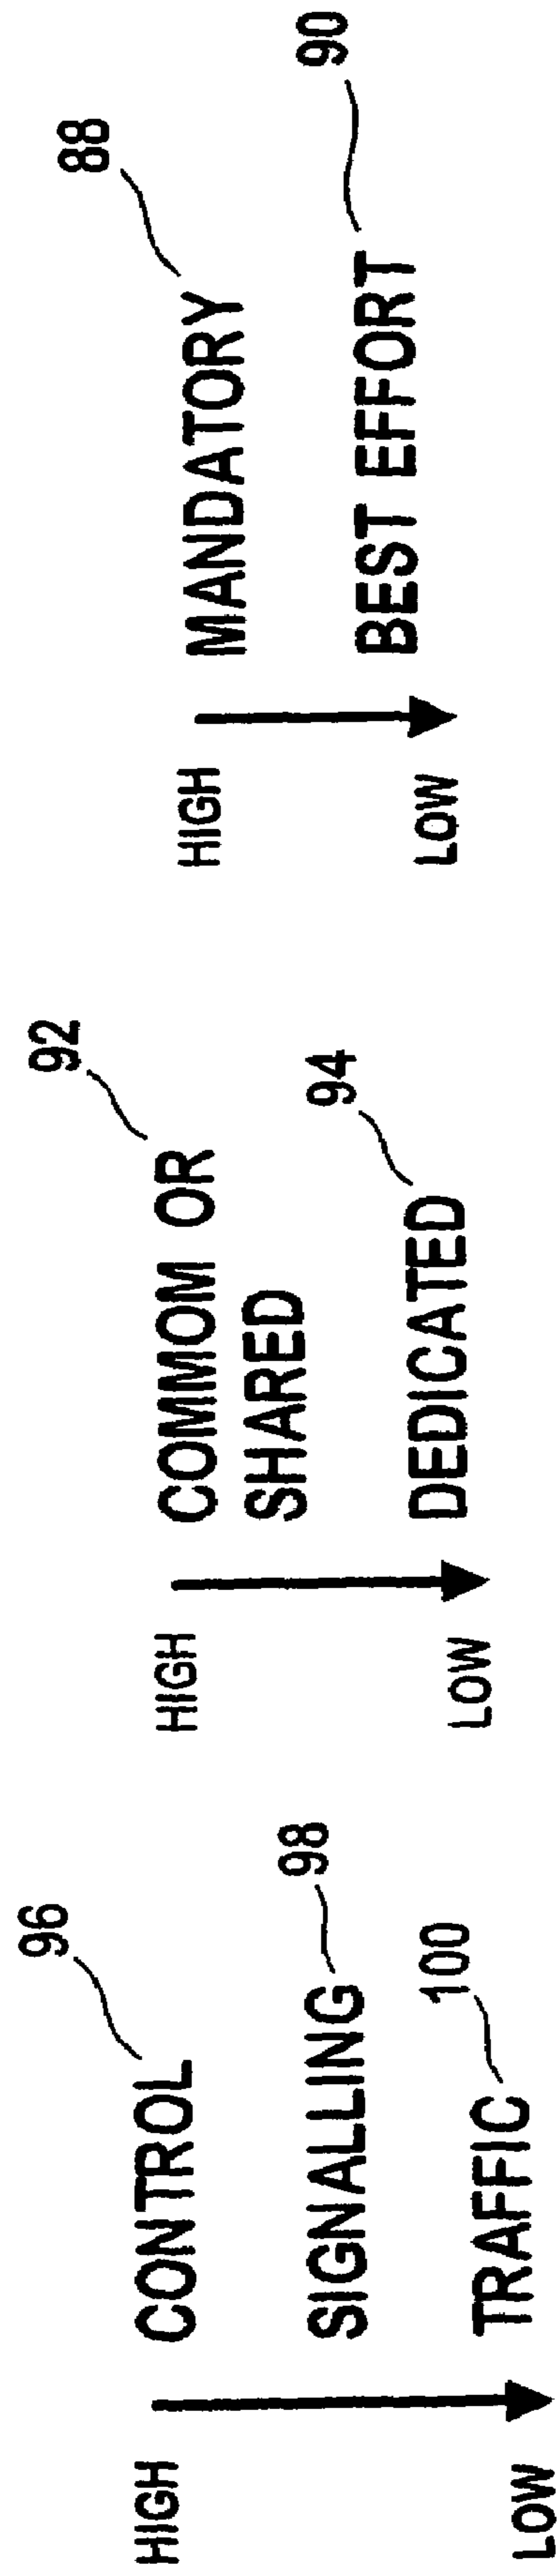 96
HIGH
CONTROL
98
SIGNALLING
100
TRAFFIC
LOW
92
HIGH
COMMOM OR
SHARED
94
DEDICATED
LOW
88
HIGH
MANDATORY
90
BEST EFFORT
LOW